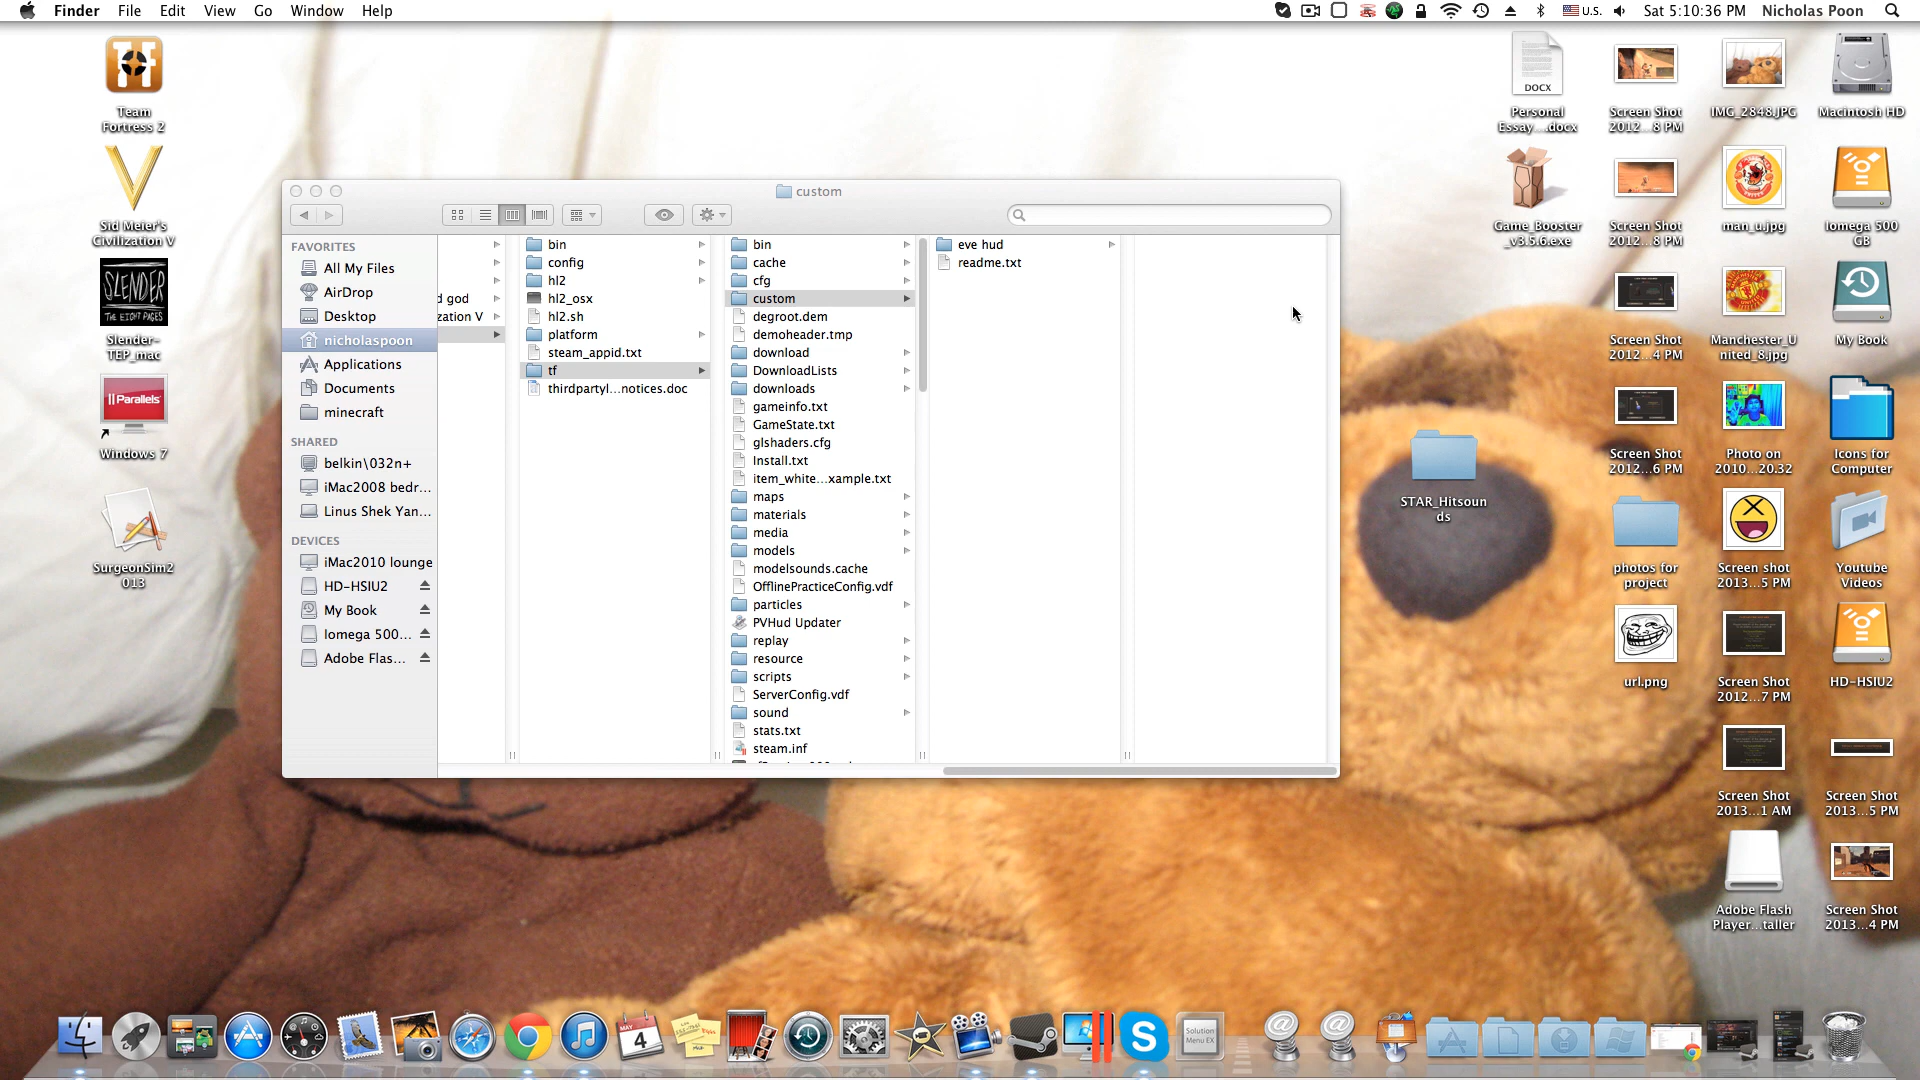 Finder File Edit View Go Window Help
U.S. Sat 5:10:36 PM Nicholas Poon
Team
Fortress 2
Sid Meier's
Civilization V
SLENDER
THE EIGHT PAGES
Slender-
TEP_mac
Parallels
Windows 7
SurgeonSim2
013
custom
FAVORITES
All My Files
AirDrop
Desktop
nicholaspoon
Applications
Documents
minecraft
SHARED
belkin\032n+
iMac2008 bedr...
Linus Shek Yan...
DEVICES
iMac2010 lounge
HD-HSIU2
My Book
Iomega 500...
Adobe Flas...
d god
zation V
bin
config
hl2
hl2_osx
hl2.sh
platform
steam_appid.txt
tf
thirdpartyl...notices.doc
bin
cache
cfg
custom
degroot.dem
demoheader.tmp
download
DownloadLists
downloads
gameinfo.txt
GameState.txt
glshaders.cfg
Install.txt
item_white...xample.txt
maps
materials
media
models
modelsounds.cache
OfflinePracticeConfig.vdf
particles
PVHud Updater
replay
resource
scripts
ServerConfig.vdf
sound
stats.txt
steam.inf
eve hud
readme.txt
STAR_Hitsoun
ds
DOCX
Personal
Essay ....docx
Game_Booster
_v3.5.6.exe
Screen Shot
2012...8 PM
Screen Shot
2012...8 PM
Screen Shot
2012...4 PM
Screen Shot
2012...6 PM
photos for
project
url.png
IMG_2848.JPG
man_u.jpg
Manchester_U
nited_8.jpg
Photo on
2010...20.32
Screen shot
2013...5 PM
Screen Shot
2012...7 PM
Screen Shot
2013...1 AM
Adobe Flash
Player...taller
Macintosh HD
Iomega 500
GB
My Book
Icons for
Computer
Youtube
Videos
HD-HSIU2
Screen Shot
2013...5 PM
Screen Shot
2013...4 PM
MAY
4
Solution
Menu EX